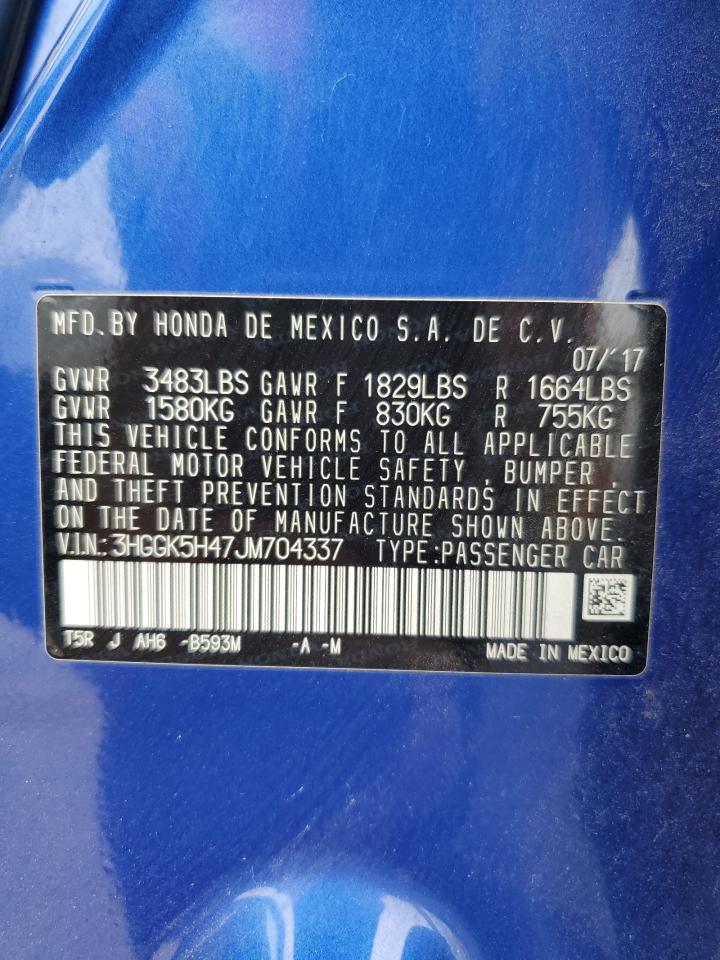 MFD. BY HONDA DE MEXICO S.A. DE C.V.
07/'17
GVWR 3483LBS GAWR F 1829LBS R 1664LBS
GVWR 1580KG GAWR F 830KG R 755KG
THIS VEHICLE CONFORMS TO ALL APPLICABLE
FEDERAL MOTOR VEHICLE SAFETY , BUMPER ,
AND THEFT PREVENTION STANDARDS IN EFFECT
ON THE DATE OF MANUFACTURE SHOWN ABOVE.
V.I.N.: 3HGGK5H47JM704337 TYPE:PASSENGER CAR
T5R J AH6 -B593M -A -M MADE IN MEXICO